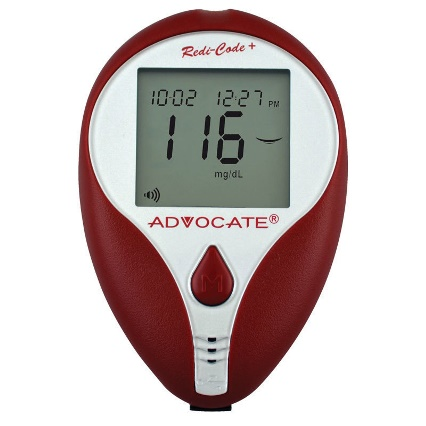 Redi-Code +
10-02 12:27 PM
116
mg/dL
ADVOCATE®
M